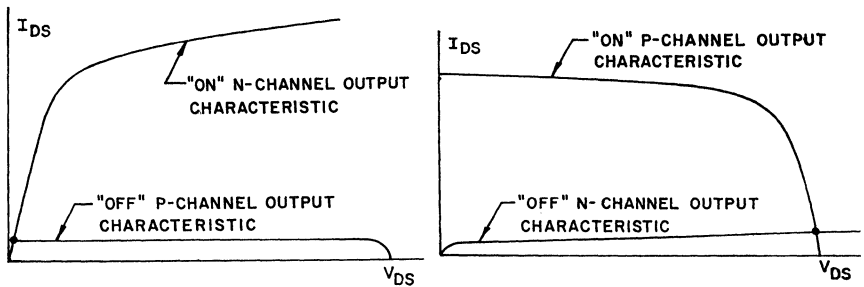 IDS
"ON" N-CHANNEL OUTPUT
CHARACTERISTIC
"OFF" P-CHANNEL OUTPUT
CHARACTERISTIC
VDS
IDS
"ON" P-CHANNEL OUTPUT
CHARACTERISTIC
"OFF" N-CHANNEL OUTPUT
CHARACTERISTIC
VDS